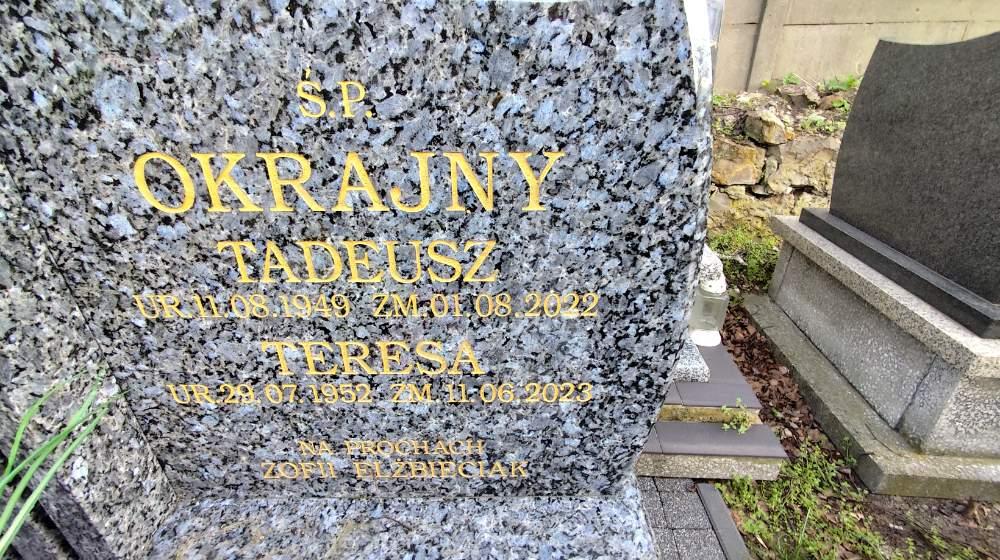 Ś.P.
OKRAJNY
TADEUSZ
UR.11.08.1949 ZM.01.08.2022
TERESA
UR.29.07.1952 ZM.11.06.2023
NA PROCHACH
ZOFII ELŻBIECIAK